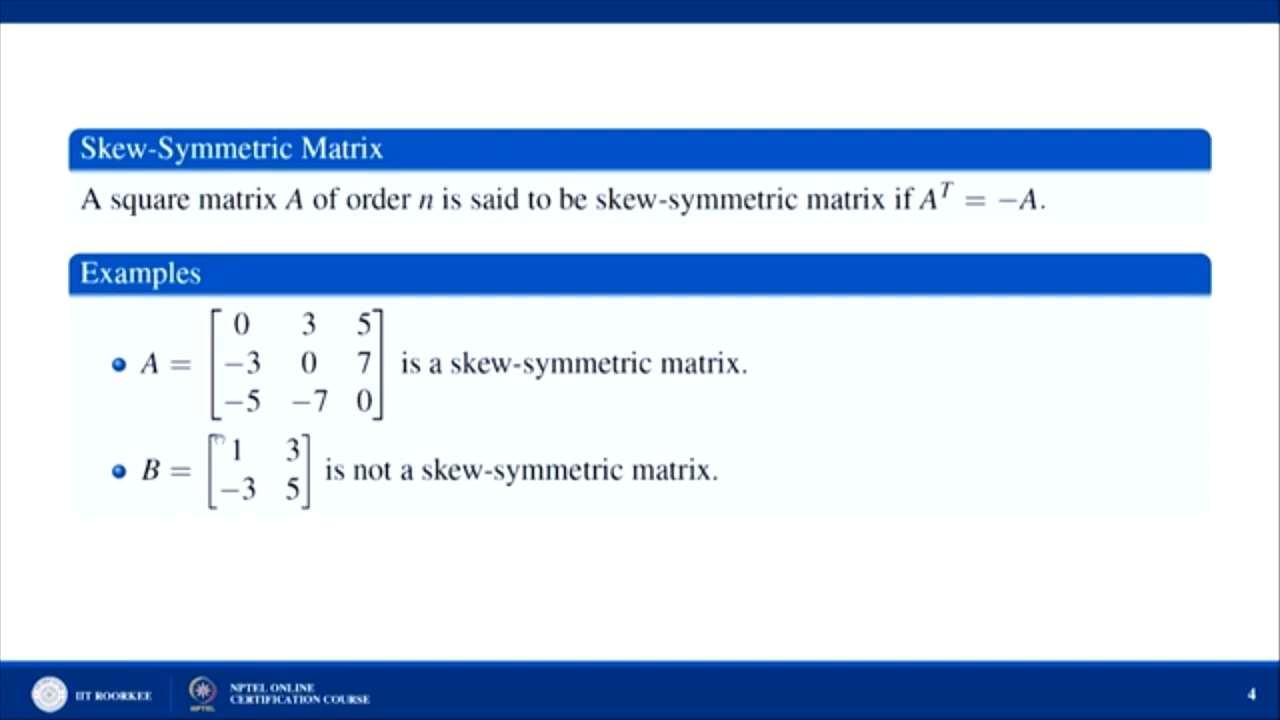 Skew-Symmetric Matrix
A square matrix A of order n is said to be skew-symmetric matrix if Aᵀ = −A.
Examples
A = [0 3 5
−3 0 7
−5 −7 0] is a skew-symmetric matrix.
B = [1 3
−3 5] is not a skew-symmetric matrix.
IIT ROORKEE
NPTEL
NPTEL ONLINE
CERTIFICATION COURSE
4